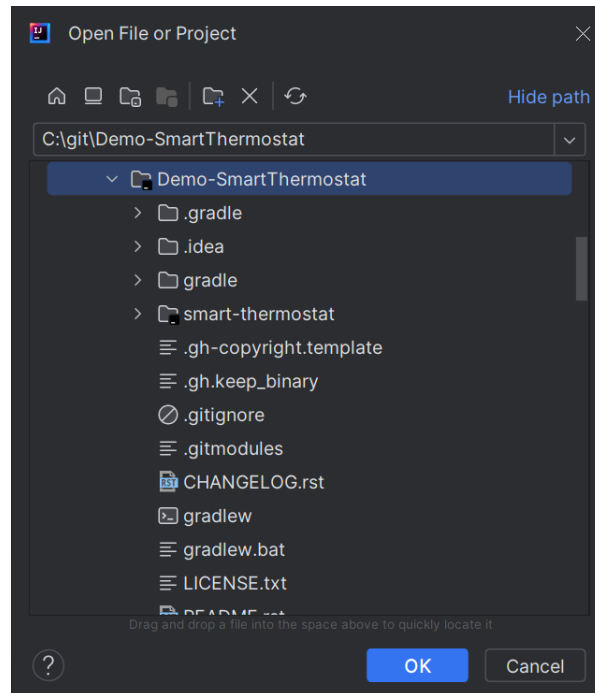 Open File or Project
Hide path
C:\git\Demo-SmartThermostat
Demo-SmartThermostat
.gradle
.idea
gradle
smart-thermostat
.gh-copyright.template
.gh.keep_binary
.gitignore
.gitmodules
CHANGELOG.rst
gradlew
gradlew.bat
LICENSE.txt
README.rst
Drag and drop a file into the space above to quickly locate it
OK
Cancel